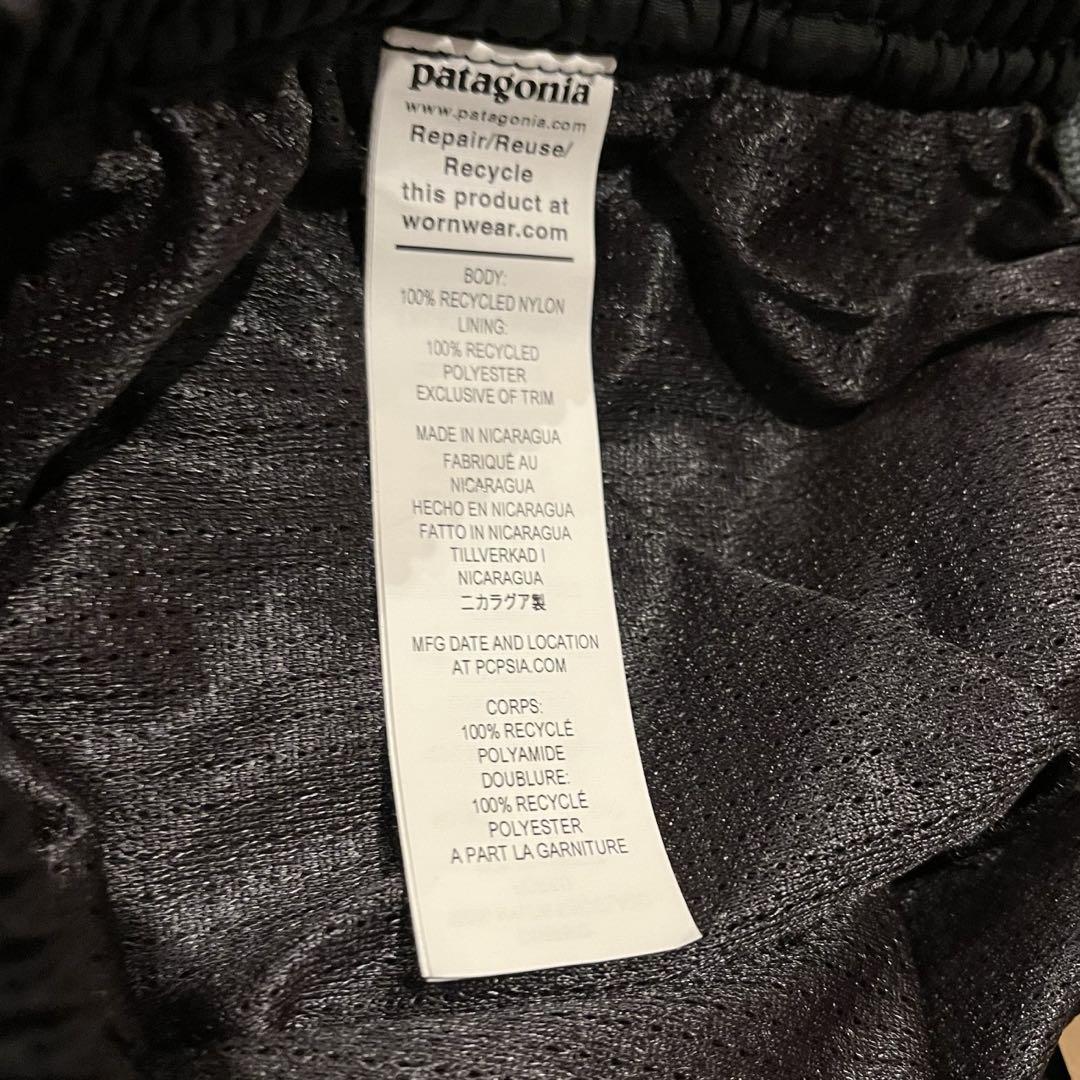 patagonia
www.patagonia.com
Repair/Reuse/
Recycle
this product at
wornwear.com
BODY:
100% RECYCLED NYLON
LINING:
100% RECYCLED
POLYESTER
EXCLUSIVE OF TRIM
MADE IN NICARAGUA
FABRIQUÉ AU
NICARAGUA
HECHO EN NICARAGUA
FATTO IN NICARAGUA
TILLVERKAD I
NICARAGUA
ニカラグア製
MFG DATE AND LOCATION
AT PCPSIA.COM
CORPS:
100% RECYCLÉ
POLYAMIDE
DOUBLURE:
100% RECYCLÉ
POLYESTER
A PART LA GARNITURE